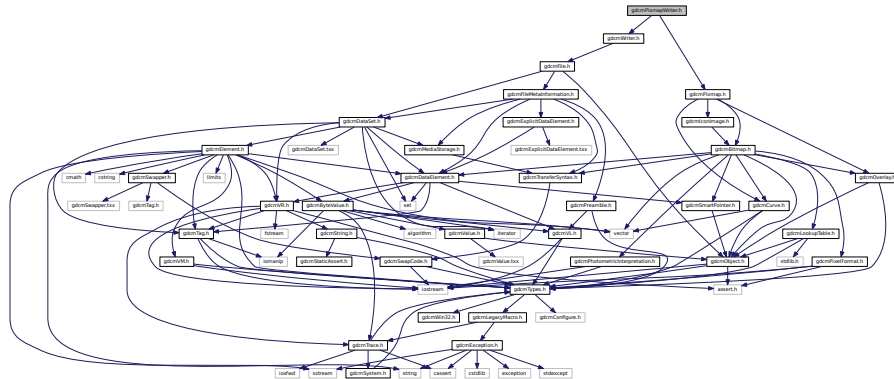 gdcmPixmapWriter.h
gdcmWriter.h
gdcmFile.h
gdcmFileMetaInformation.h gdcmPixmap.h
gdcmDataSet.h gdcmExplicitDataElement.h gdcmIconImage.h
gdcmElement.h gdcmDataSet.txx gdcmMediaStorage.h gdcmExplicitDataElement.txx gdcmBitmap.h
cmath cstring gdcmSwapper.h limits gdcmDataElement.h gdcmTransferSyntax.h gdcmOverlay.h
gdcmSwapper.txx gdcmTag.h gdcmVR.h gdcmByteValue.h set gdcmPreamble.h gdcmSmartPointer.h gdcmCurve.h
gdcmTag.h fstream gdcmString.h algorithm gdcmValue.h iterator gdcmVL.h vector gdcmLookupTable.h
gdcmVM.h iomanip gdcmStaticAssert.h gdcmSwapCode.h gdcmValue.txx gdcmPhotometricInterpretation.h gdcmObject.h stdlib.h gdcmPixelFormat.h
iostream gdcmTypes.h assert.h
gdcmWin32.h gdcmLegacyMacro.h gdcmConfigure.h
gdcmTrace.h gdcmException.h
iosfwd sstream gdcmSystem.h string cassert cstdlib exception stdexcept